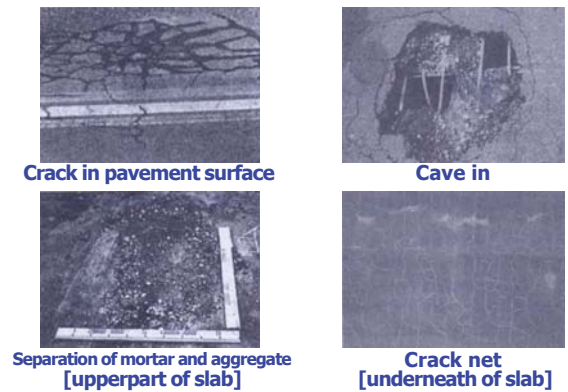 Crack in pavement surface
Cave in
Separation of mortar and aggregate
[upperpart of slab]
Crack net
[underneath of slab]